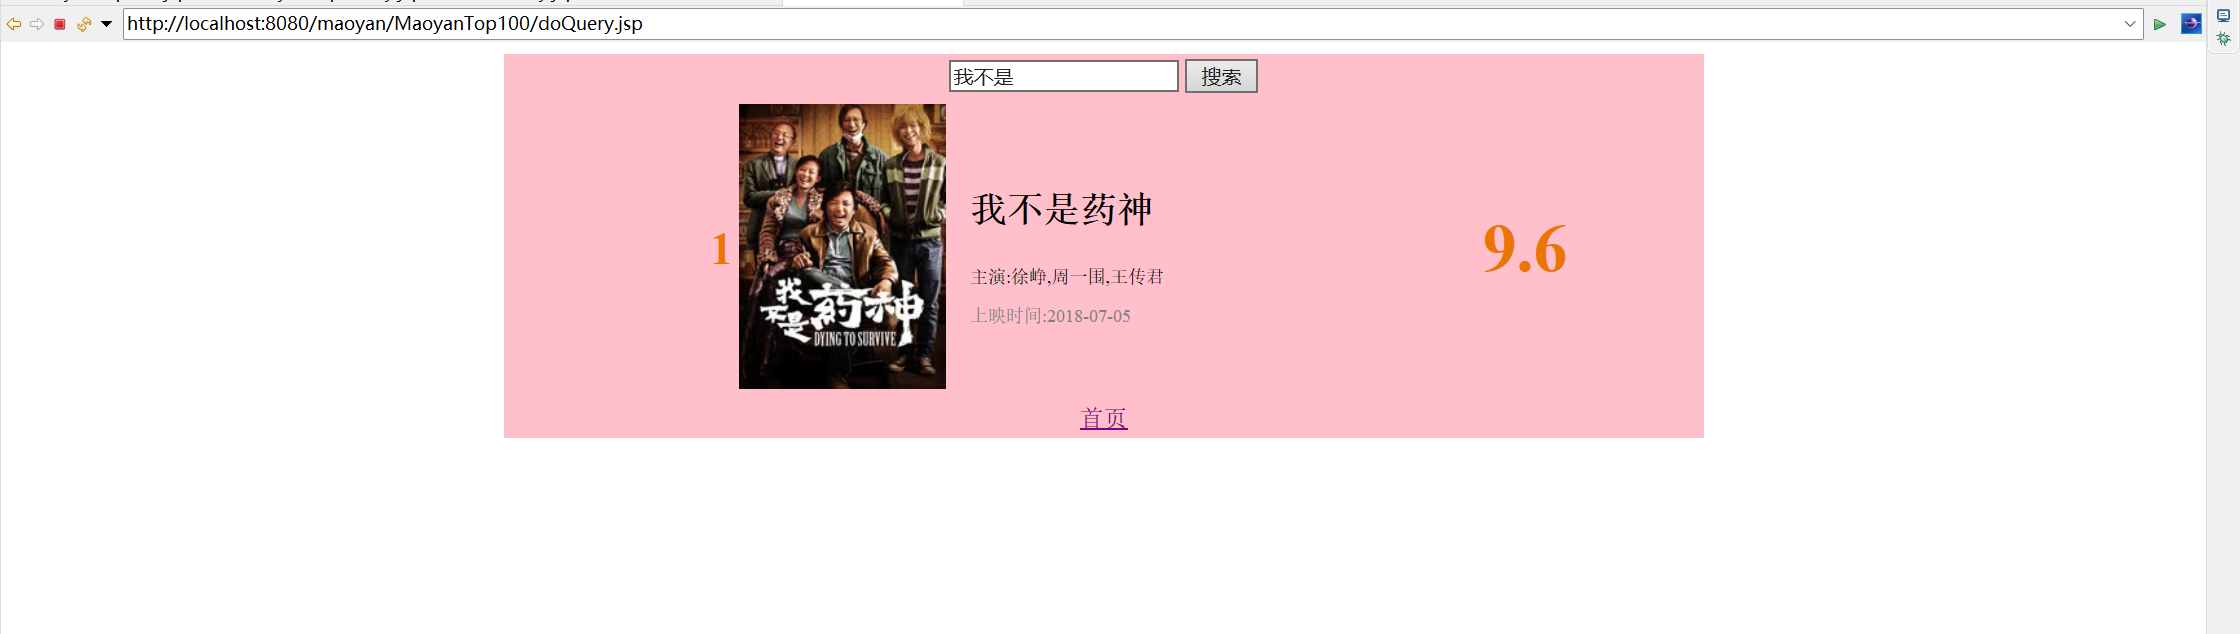 http://localhost:8080/maoyan/MaoyanTop100/doQuery.jsp
我不是 搜索
1
我不是药神
DYING TO SURVIVE
我不是药神
主演:徐峥,周一围,王传君
上映时间:2018-07-05
9.6
首页